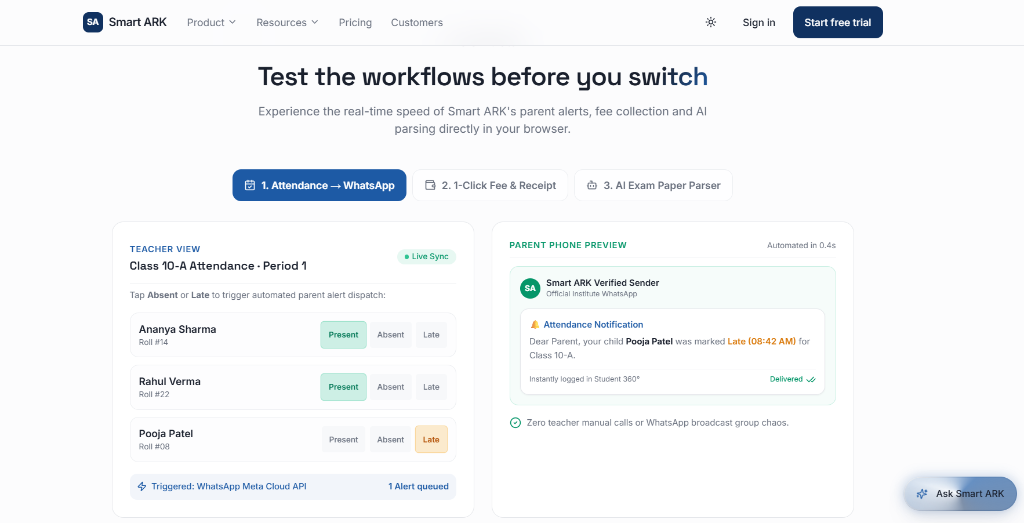 SA Smart ARK Product Resources Pricing Customers Sign in Start free trial
Test the workflows before you switch
Experience the real-time speed of Smart ARK's parent alerts, fee collection and AI
parsing directly in your browser.
1. Attendance → WhatsApp 2. 1-Click Fee & Receipt 3. AI Exam Paper Parser
TEACHER VIEW
Class 10-A Attendance · Period 1
Live Sync
Tap Absent or Late to trigger automated parent alert dispatch:
Ananya Sharma
Roll #14
Present Absent Late
Rahul Verma
Roll #22
Present Absent Late
Pooja Patel
Roll #08
Present Absent Late
Triggered: WhatsApp Meta Cloud API 1 Alert queued
PARENT PHONE PREVIEW Automated in 0.4s
SA
Smart ARK Verified Sender
Official Institute WhatsApp
Attendance Notification
Dear Parent, your child Pooja Patel was marked Late (08:42 AM) for
Class 10-A.
Instantly logged in Student 360° Delivered
Zero teacher manual calls or WhatsApp broadcast group chaos.
Ask Smart ARK